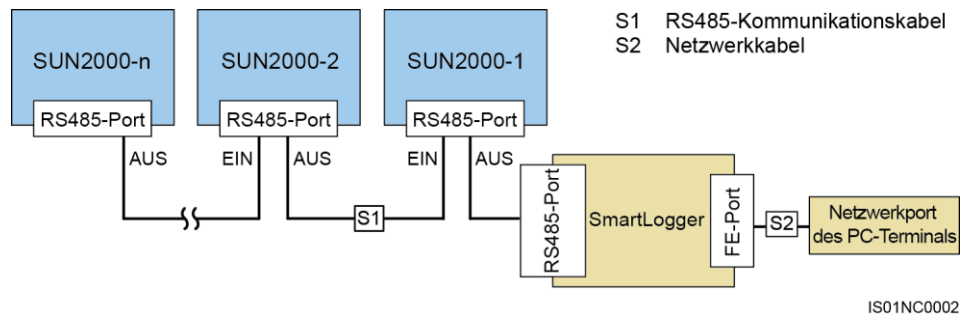 S1 RS485-Kommunikationskabel
S2 Netzwerkkabel
SUN2000-n
SUN2000-2
SUN2000-1
RS485-Port
RS485-Port
RS485-Port
AUS
EIN
AUS
EIN
AUS
S1
RS485-Port
SmartLogger
FE-Port
S2
Netzwerkport
des PC-Terminals
IS01NC0002